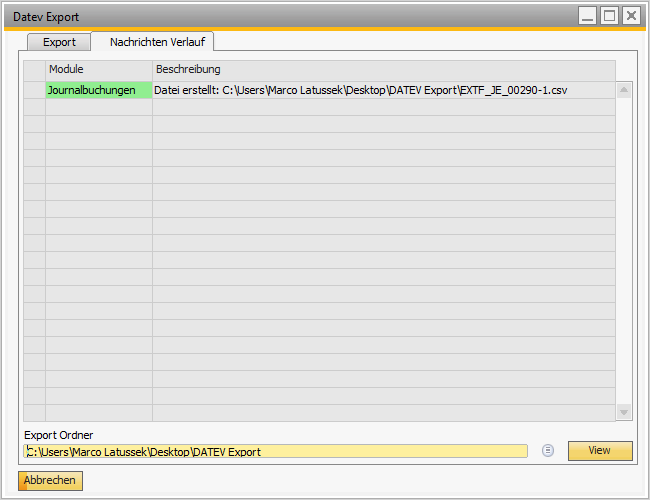 Datev Export
Export Nachrichten Verlauf
Module Beschreibung
Journalbuchungen Datei erstellt: C:\Users\Marco Latussek\Desktop\DATEV Export\EXTF_JE_00290-1.csv
Export Ordner
C:\Users\Marco Latussek\Desktop\DATEV Export
View
Abbrechen